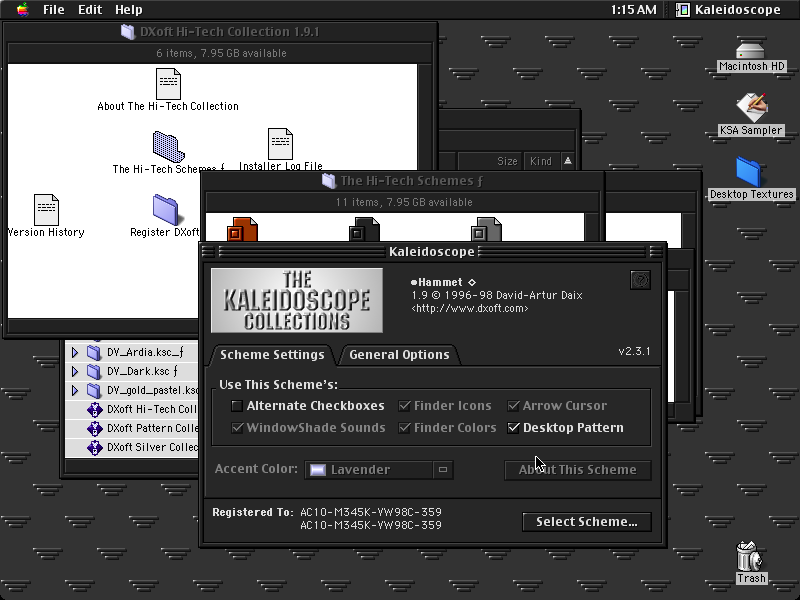 File Edit Help 1:15 AM Kaleidoscope
DXoft Hi-Tech Collection 1.9.1
6 items, 7.95 GB available
About The Hi-Tech Collection
The Hi-Tech Schemes ƒ
Installer Log File
Version History
Register DXoft
Size Kind
Macintosh HD
KSA Sampler
Desktop Textures
The Hi-Tech Schemes ƒ
11 items, 7.95 GB available
DV_Ardia.ksc_ƒ
DV_Dark.ksc ƒ
DV_gold_pastel.ksc
DXoft Hi-Tech Coll
DXoft Pattern Colle
DXoft Silver Collec
Kaleidoscope
THE
KALEIDOSCOPE
COLLECTIONS
•Hammet ◇
1.9 © 1996-98 David-Artur Daix
<http://www.dxoft.com>
v2.3.1
Scheme Settings General Options
Use This Scheme's:
Alternate Checkboxes Finder Icons Arrow Cursor
WindowShade Sounds Finder Colors Desktop Pattern
Accent Color: Lavender About This Scheme
Registered To: AC10-M345K-YW98C-359
AC10-M345K-YW98C-359
Select Scheme...
Trash